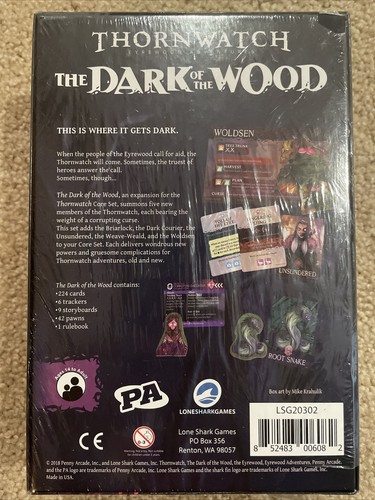 THORNWATCH
THE DARK OF THE WOOD
THIS IS WHERE IT GETS DARK.
When the people of the Eyrewood call for aid, the
Thornwatch will come. Sometimes, the truest of
heroes answer the call.
Sometimes, though...
The Dark of the Wood, an expansion for the
Thornwatch Core Set, summons five new
members of the Thornwatch, each bearing the
weight of a corrupting curse.
This set adds the Briarlock, the Dark Courier, the
Unsundered, the Weave-Weald, and the Woldsen
to your Core Set. Each delivers wondrous new
powers and gruesome complications for
Thornwatch adventures, old and new.
The Dark of the Wood contains:
•224 cards
•6 trackers
•9 storyboards
•42 pawns
•1 rulebook
WOLDSEN
UNSUNDERED
ROOT SNAKE
Box art by Mike Krahulik
Ages 14 to Adult
PA
LONESHARKGAMES
LSG20302
8 52483 00608 2
CE
0-3
Lone Shark Games
PO Box 356
Renton, WA 98057
© 2018 Penny Arcade, Inc., and Lone Shark Games, Inc. Thornwatch, The Dark of the Wood, the Eyrewood, Eyrewood Adventures, Penny Arcade,
and the PA logo are trademarks of Penny Arcade, Inc. Lone Shark Games and the shark fin logo are trademarks of Lone Shark Games, Inc.
Made in USA.